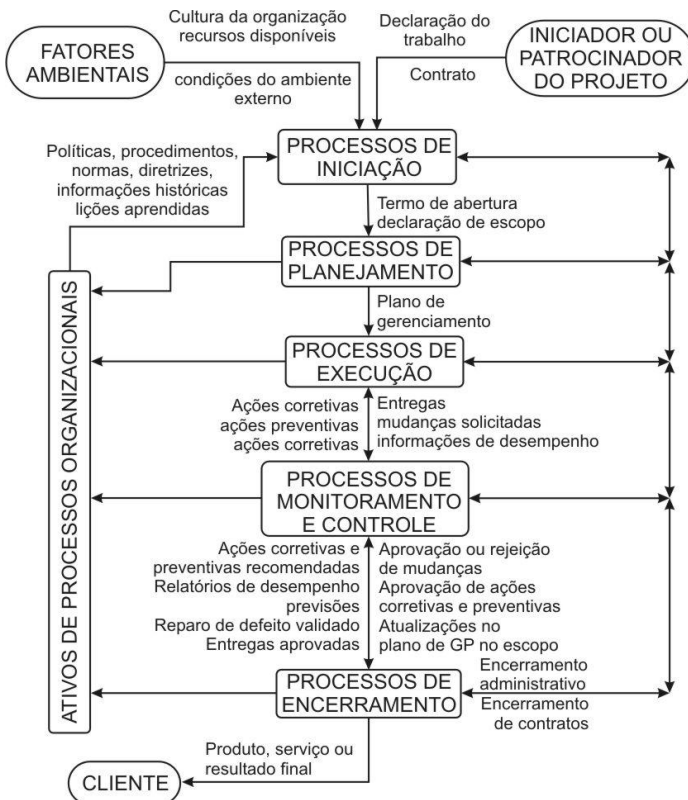 Cultura da organização
recursos disponíveis
Declaração do
trabalho
FATORES
AMBIENTAIS
INICIADOR OU
PATROCINADOR
DO PROJETO
condições do ambiente
externo
Contrato
Políticas, procedimentos,
normas, diretrizes,
informações históricas
lições aprendidas
PROCESSOS DE
INICIAÇÃO
Termo de abertura
declaração de escopo
PROCESSOS DE
PLANEJAMENTO
Plano de
gerenciamento
PROCESSOS DE
EXECUÇÃO
Ações corretivas
ações preventivas
ações corretivas
Entregas
mudanças solicitadas
informações de desempenho
PROCESSOS DE
MONITORAMENTO
E CONTROLE
Ações corretivas e
preventivas recomendadas
Relatórios de desempenho
previsões
Reparo de defeito validado
Entregas aprovadas
Aprovação ou rejeição
de mudanças
Aprovação de ações
corretivas e preventivas
Atualizações no
plano de GP no escopo
PROCESSOS DE
ENCERRAMENTO
Encerramento
administrativo
Encerramento
de contratos
Produto, serviço ou
resultado final
CLIENTE
ATIVOS DE PROCESSOS ORGANIZACIONAIS